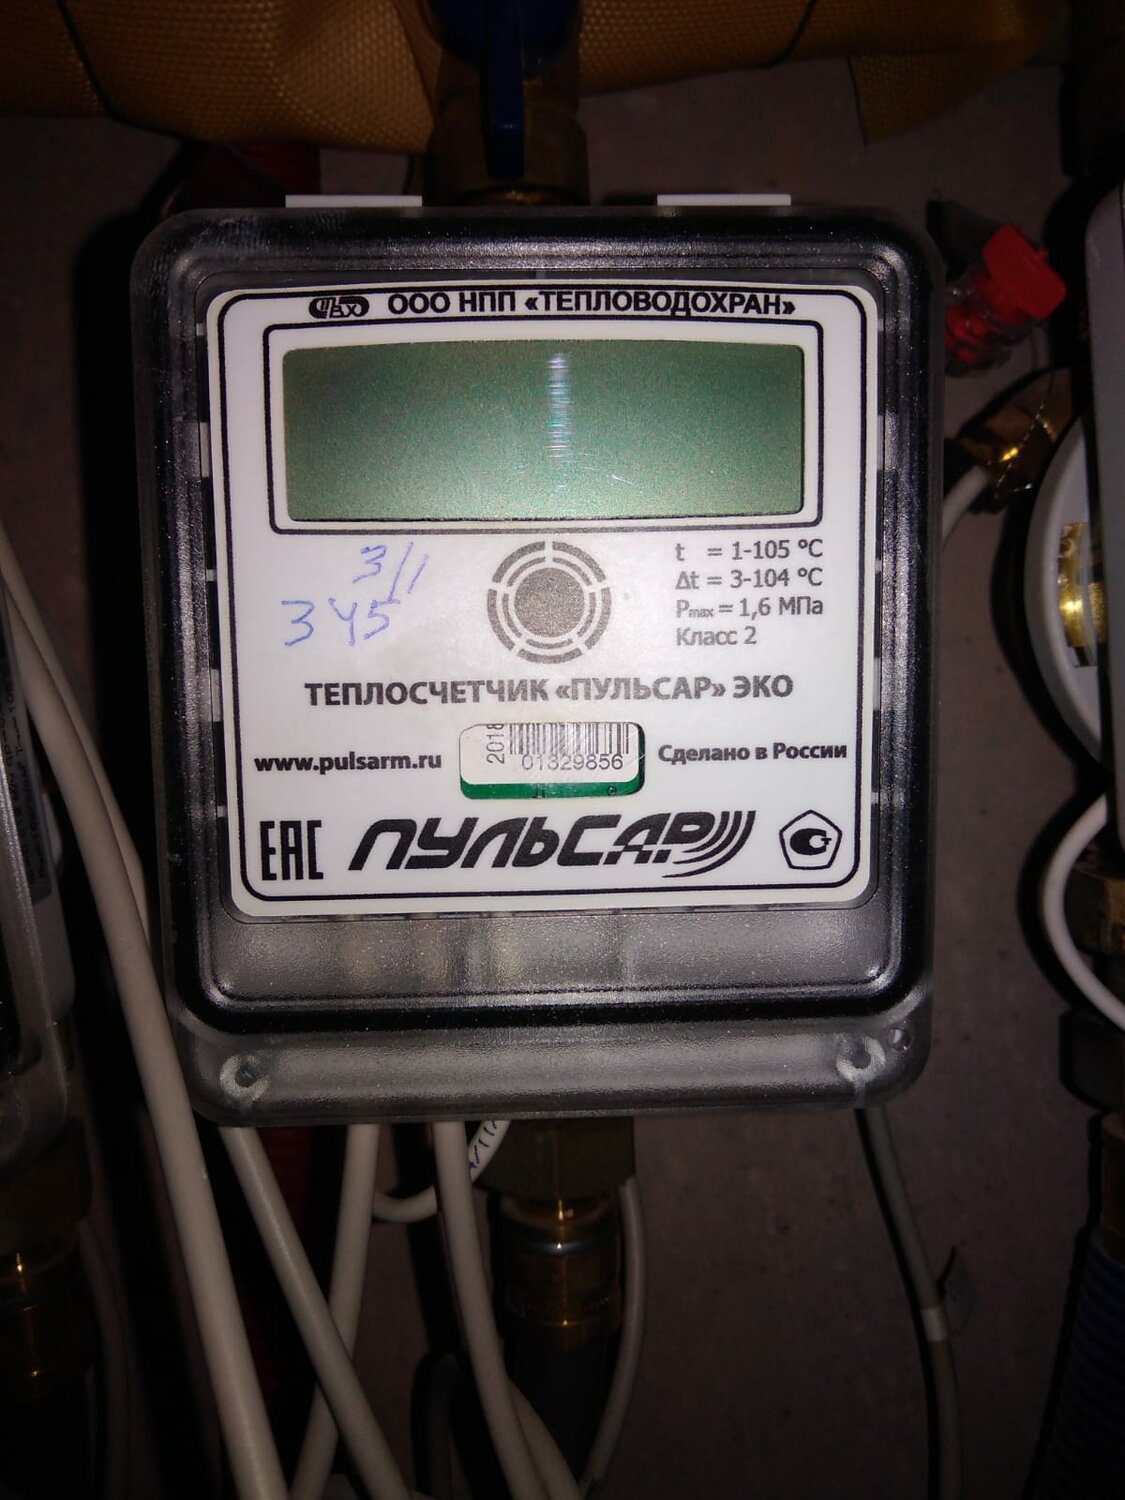 ООО НПП «ТЕПЛОВОДОХРАН»
t = 1-105 °C
Δt = 3-104 °C
Pmax = 1,6 МПа
Класс 2
3/1
345
ТЕПЛОСЧЕТЧИК «ПУЛЬСАР» ЭКО
www.pulsarm.ru
2018
01329856
Сделано в России
EAC
ПУЛЬСАР